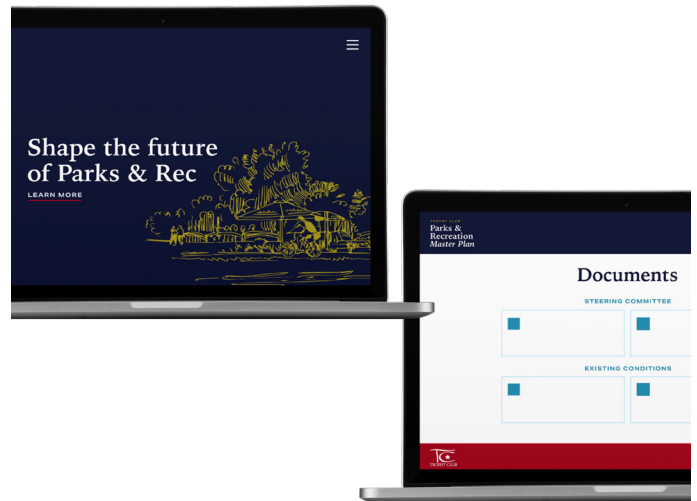 Shape the future
of Parks & Rec
LEARN MORE
TROPHY CLUB
Parks &
Recreation
Master Plan
Documents
STEERING COMMITTEE
EXISTING CONDITIONS
TROPHY CLUB